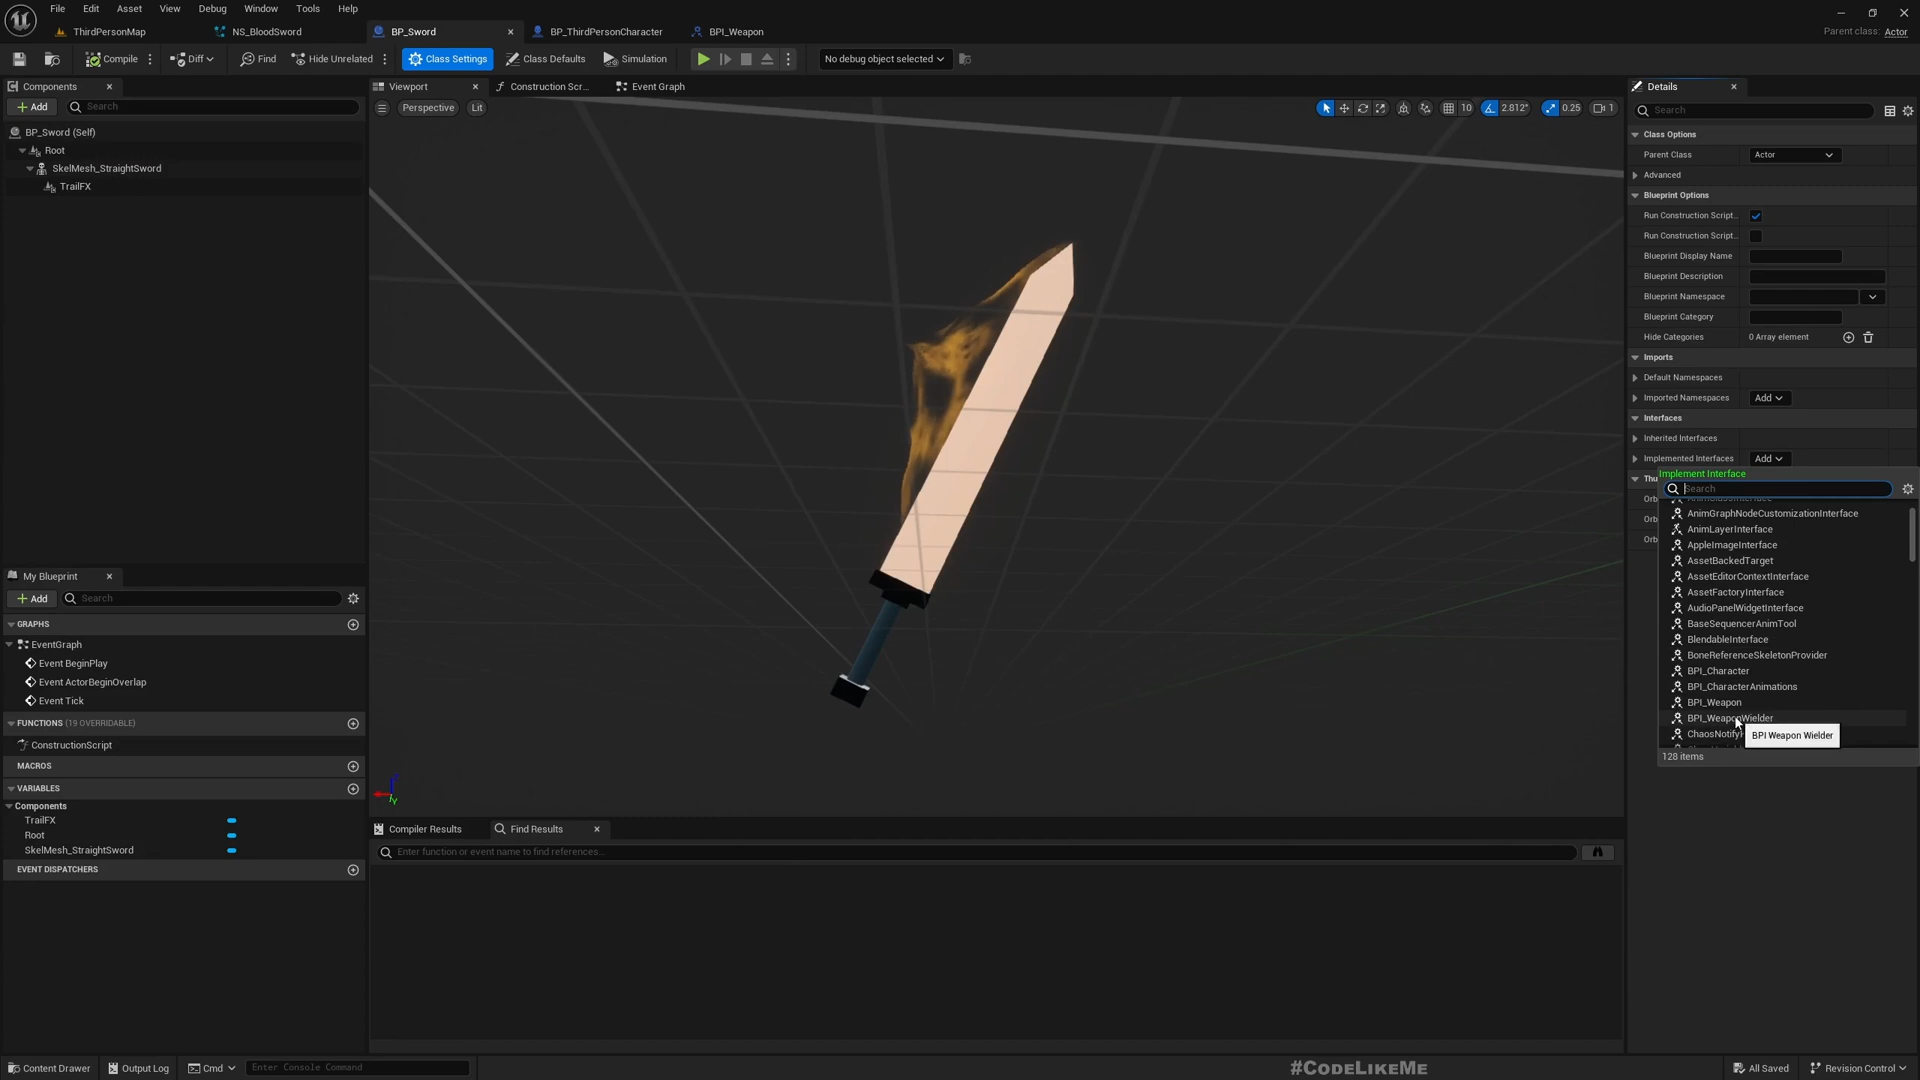 File Edit Asset View Debug Window Tools Help
ThirdPersonMap NS_BloodSword BP_Sword BP_ThirdPersonCharacter BPI_Weapon
Parent class: Actor
Compile Diff Find Hide Unrelated Class Settings Class Defaults Simulation No debug object selected
Components
Add Search
BP_Sword (Self)
Root
SkelMesh_StraightSword
TrailFX
My Blueprint
Add Search
GRAPHS
EventGraph
Event BeginPlay
Event ActorBeginOverlap
Event Tick
FUNCTIONS (19 OVERRIDABLE)
ConstructionScript
MACROS
VARIABLES
Components
TrailFX
Root
SkelMesh_StraightSword
EVENT DISPATCHERS
Viewport Construction Scr... Event Graph
Perspective Lit
10 2.812° 0.25 1
Compiler Results Find Results
Enter function or event name to find references...
Details
Search
Class Options
Parent Class Actor
Advanced
Blueprint Options
Run Construction Script...
Run Construction Script...
Blueprint Display Name
Blueprint Description
Blueprint Namespace
Blueprint Category
Hide Categories 0 Array element
Imports
Default Namespaces
Imported Namespaces Add
Interfaces
Inherited Interfaces
Implemented Interfaces Add
Implement Interface
Thu
Search
Orb
Orb
Orb
AnimGraphNodeCustomizationInterface
AnimLayerInterface
AppleImageInterface
AssetBackedTarget
AssetEditorContextInterface
AssetFactoryInterface
AudioPanelWidgetInterface
BaseSequencerAnimTool
BlendableInterface
BoneReferenceSkeletonProvider
BPI_Character
BPI_CharacterAnimations
BPI_Weapon
BPI_WeaponWielder
ChaosNotify
BPI Weapon Wielder
128 items
Content Drawer Output Log Cmd Enter Console Command
#CODELIKEME
All Saved Revision Control